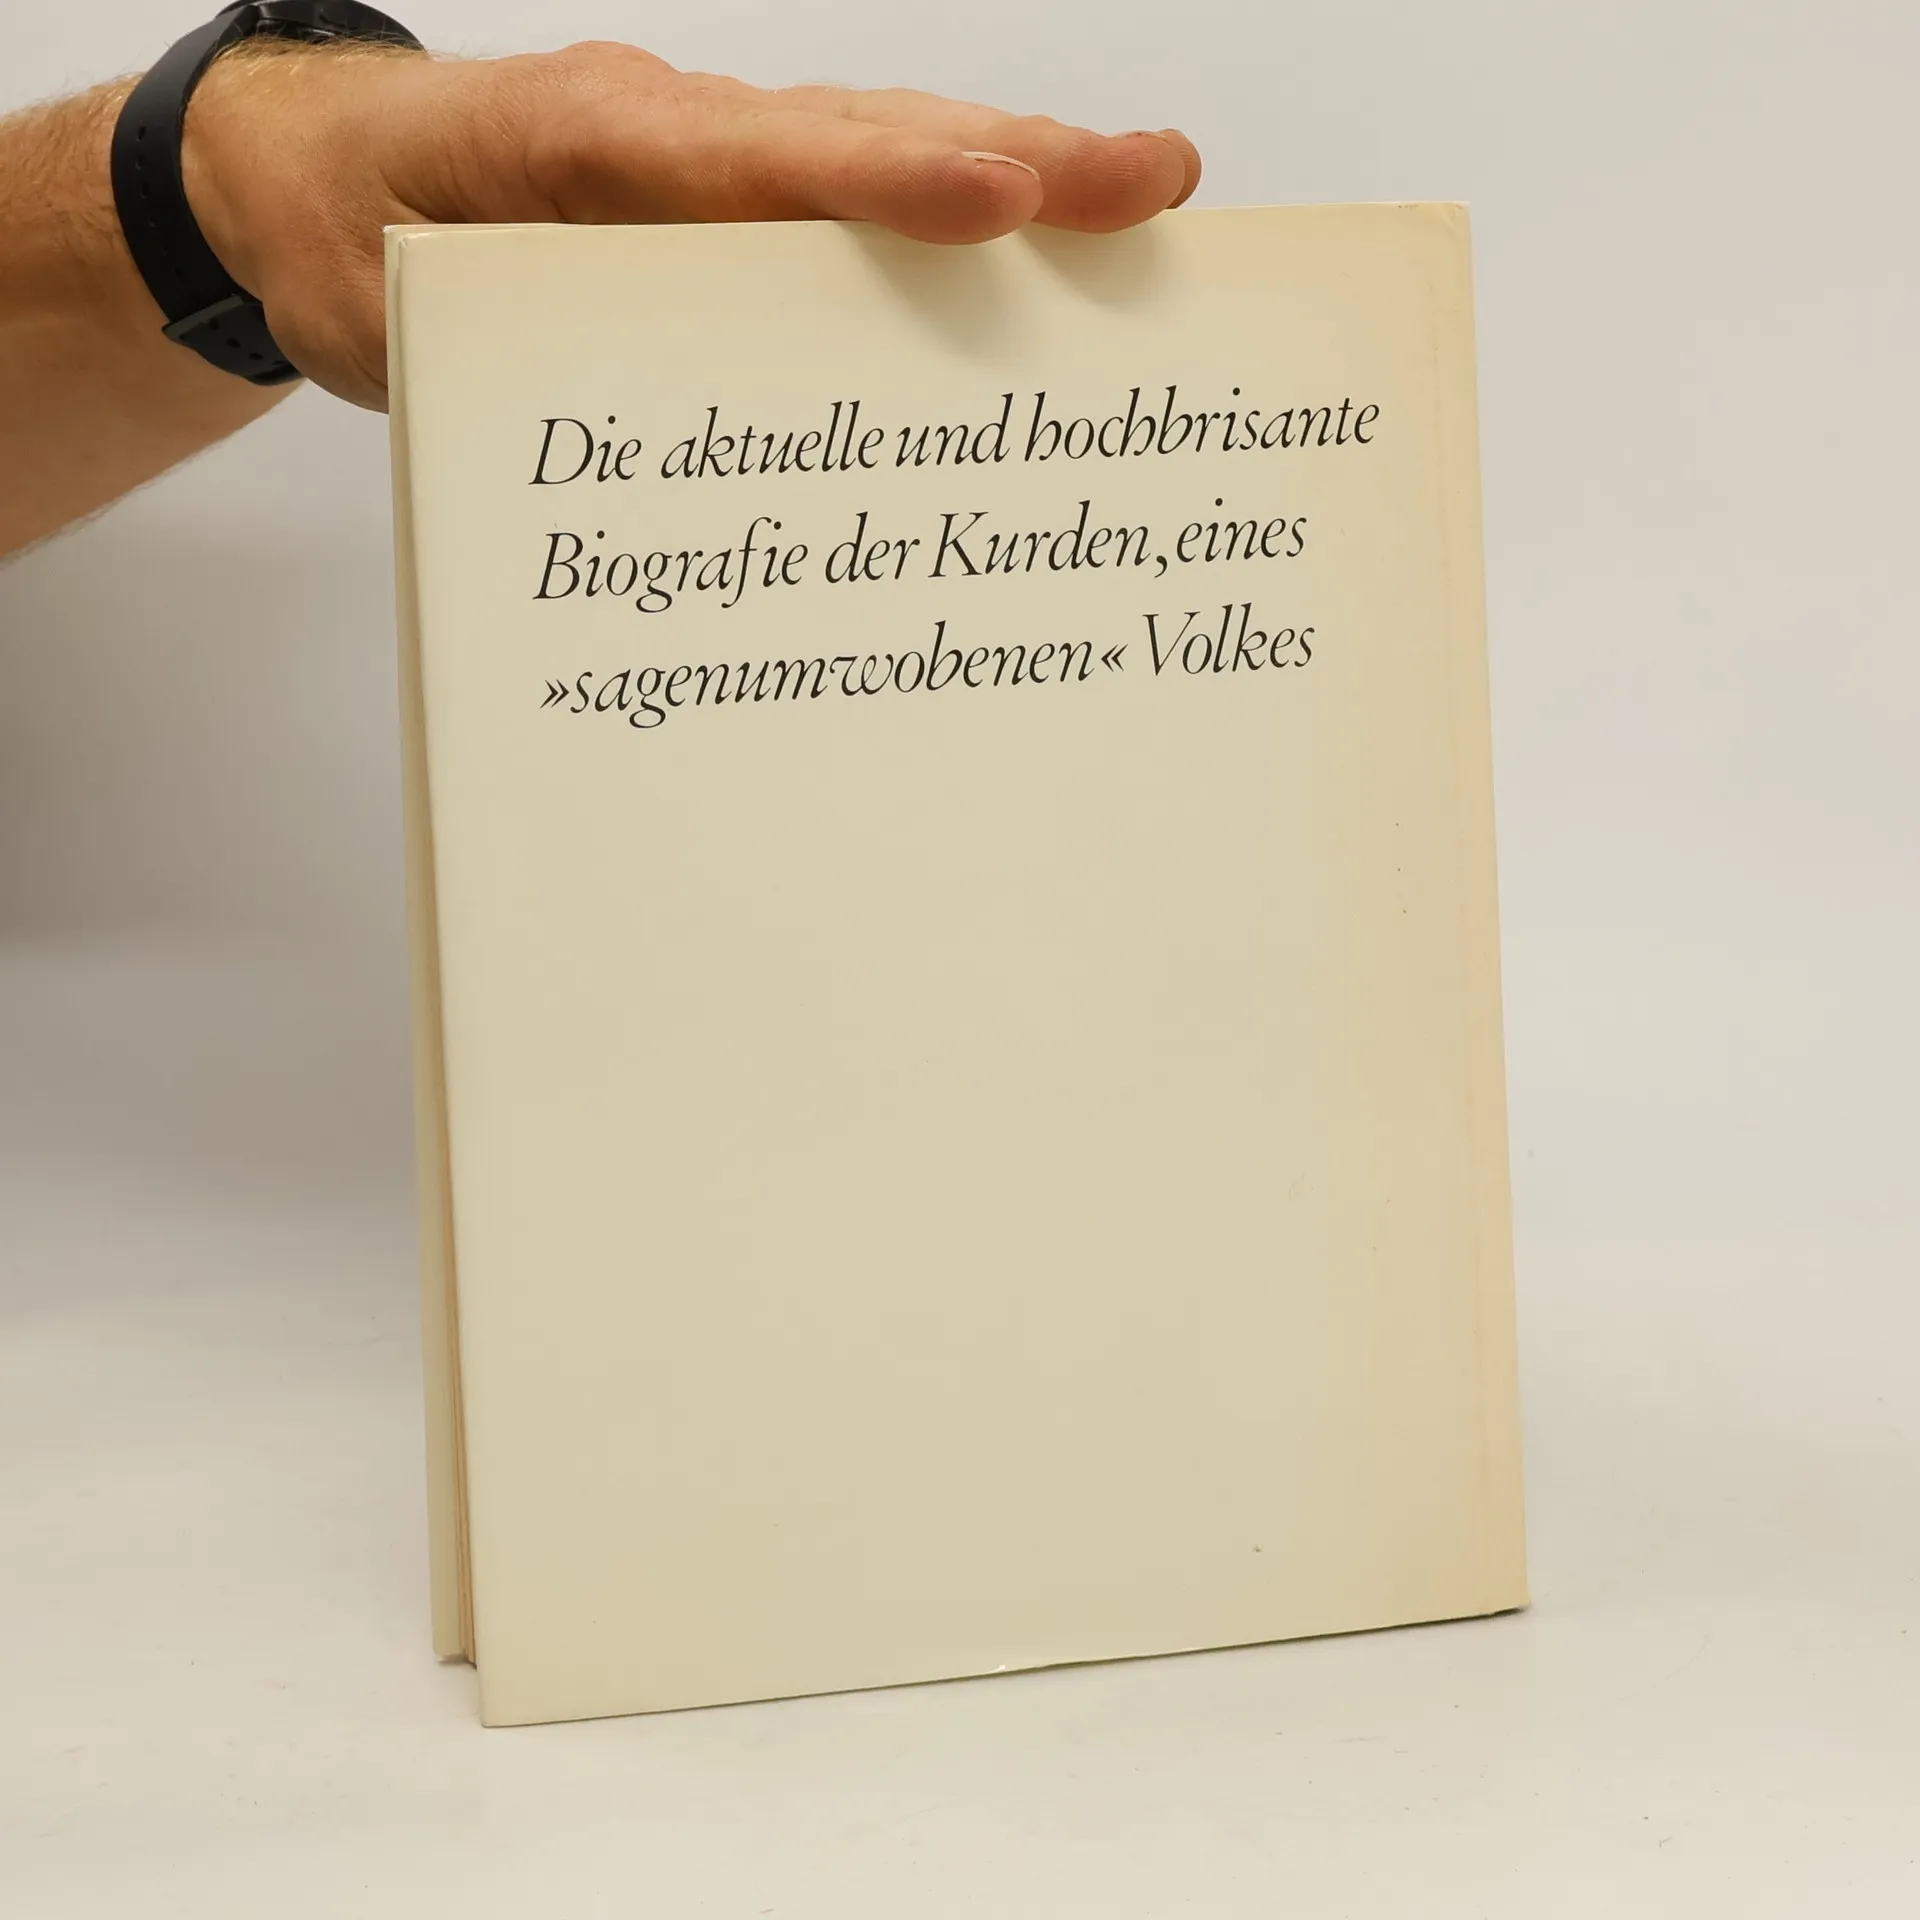 Die aktuelle und hochbrisante
Biografie der Kurden, eines
»sagenumwobenen« Volkes